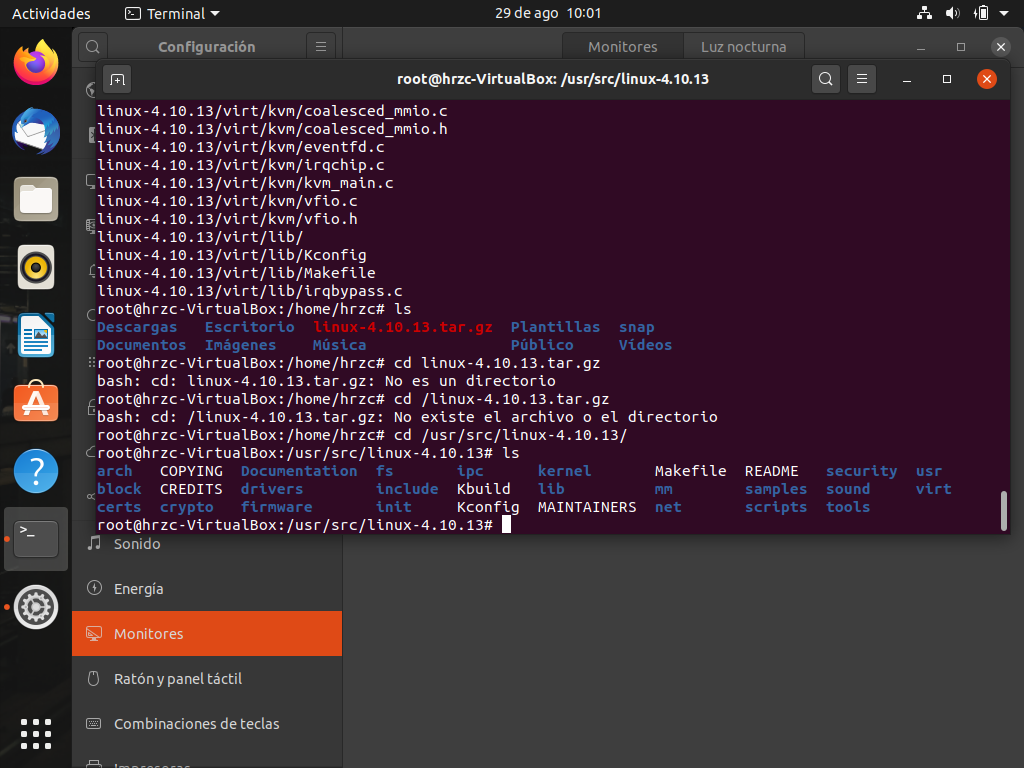 Actividades Terminal 29 de ago 10:01
Configuración Monitores Luz nocturna
root@hrzc-VirtualBox: /usr/src/linux-4.10.13
linux-4.10.13/virt/kvm/coalesced_mmio.c
linux-4.10.13/virt/kvm/coalesced_mmio.h
linux-4.10.13/virt/kvm/eventfd.c
linux-4.10.13/virt/kvm/irqchip.c
linux-4.10.13/virt/kvm/kvm_main.c
linux-4.10.13/virt/kvm/vfio.c
linux-4.10.13/virt/kvm/vfio.h
linux-4.10.13/virt/lib/
linux-4.10.13/virt/lib/Kconfig
linux-4.10.13/virt/lib/Makefile
linux-4.10.13/virt/lib/irqbypass.c
root@hrzc-VirtualBox:/home/hrzc# ls
Descargas Escritorio linux-4.10.13.tar.gz Plantillas snap
Documentos Imágenes Música Público Vídeos
root@hrzc-VirtualBox:/home/hrzc# cd linux-4.10.13.tar.gz
bash: cd: linux-4.10.13.tar.gz: No es un directorio
root@hrzc-VirtualBox:/home/hrzc# cd /linux-4.10.13.tar.gz
bash: cd: /linux-4.10.13.tar.gz: No existe el archivo o el directorio
root@hrzc-VirtualBox:/home/hrzc# cd /usr/src/linux-4.10.13/
root@hrzc-VirtualBox:/usr/src/linux-4.10.13# ls
arch COPYING Documentation fs ipc kernel Makefile README security usr
block CREDITS drivers include Kbuild lib mm samples sound virt
certs crypto firmware init Kconfig MAINTAINERS net scripts tools
root@hrzc-VirtualBox:/usr/src/linux-4.10.13#
Sonido
Energía
Monitores
Ratón y panel táctil
Combinaciones de teclas
Impresoras